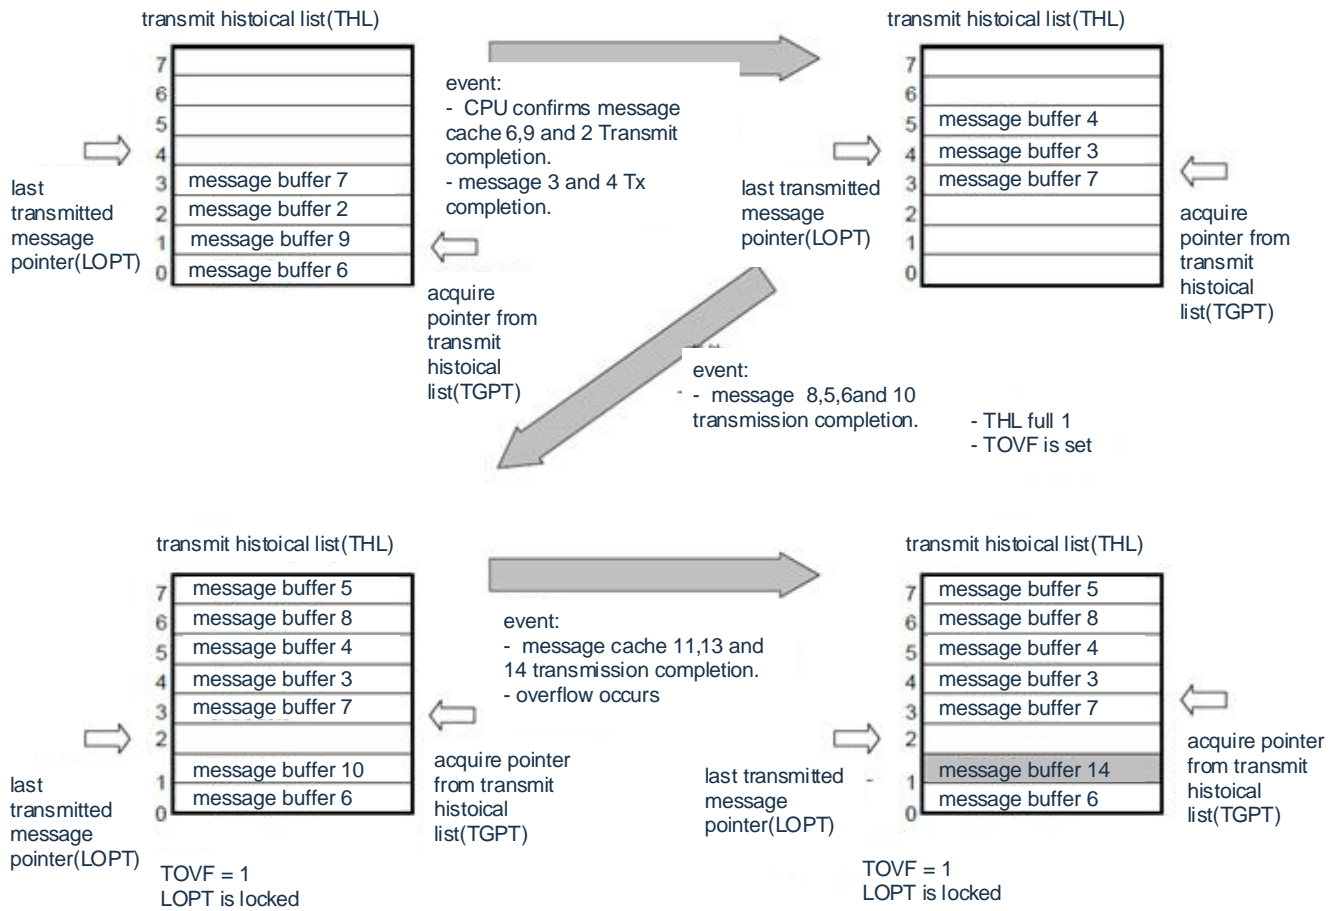 transmit histoical list(THL)
7
6
5
4
3
2
1
0
message buffer 7
message buffer 2
message buffer 9
message buffer 6
last
transmitted
message
pointer(LOPT)
acquire
pointer from
transmit
histoical
list(TGPT)
event:
- CPU confirms message
cache 6,9 and 2 Transmit
completion.
- message 3 and 4 Tx
completion.
transmit histoical list(THL)
7
6
5
4
3
2
1
0
message buffer 4
message buffer 3
message buffer 7
last transmitted
message
pointer(LOPT)
acquire
pointer from
transmit
histoical
list(TGPT)
event:
- message 8,5,6and 10
transmission completion.
- THL full 1
- TOVF is set
transmit histoical list(THL)
7
6
5
4
3
2
1
0
message buffer 5
message buffer 8
message buffer 4
message buffer 3
message buffer 7
message buffer 10
message buffer 6
last
transmitted
message
pointer(LOPT)
acquire pointer
from transmit
histoical
list(TGPT)
TOVF = 1
LOPT is locked
event:
- message cache 11,13 and
14 transmission completion.
- overflow occurs
transmit histoical list(THL)
7
6
5
4
3
2
1
0
message buffer 5
message buffer 8
message buffer 4
message buffer 3
message buffer 7
message buffer 14
message buffer 6
last transmitted
message
pointer(LOPT)
acquire pointer
from transmit
histoical
list(TGPT)
TOVF = 1
LOPT is locked